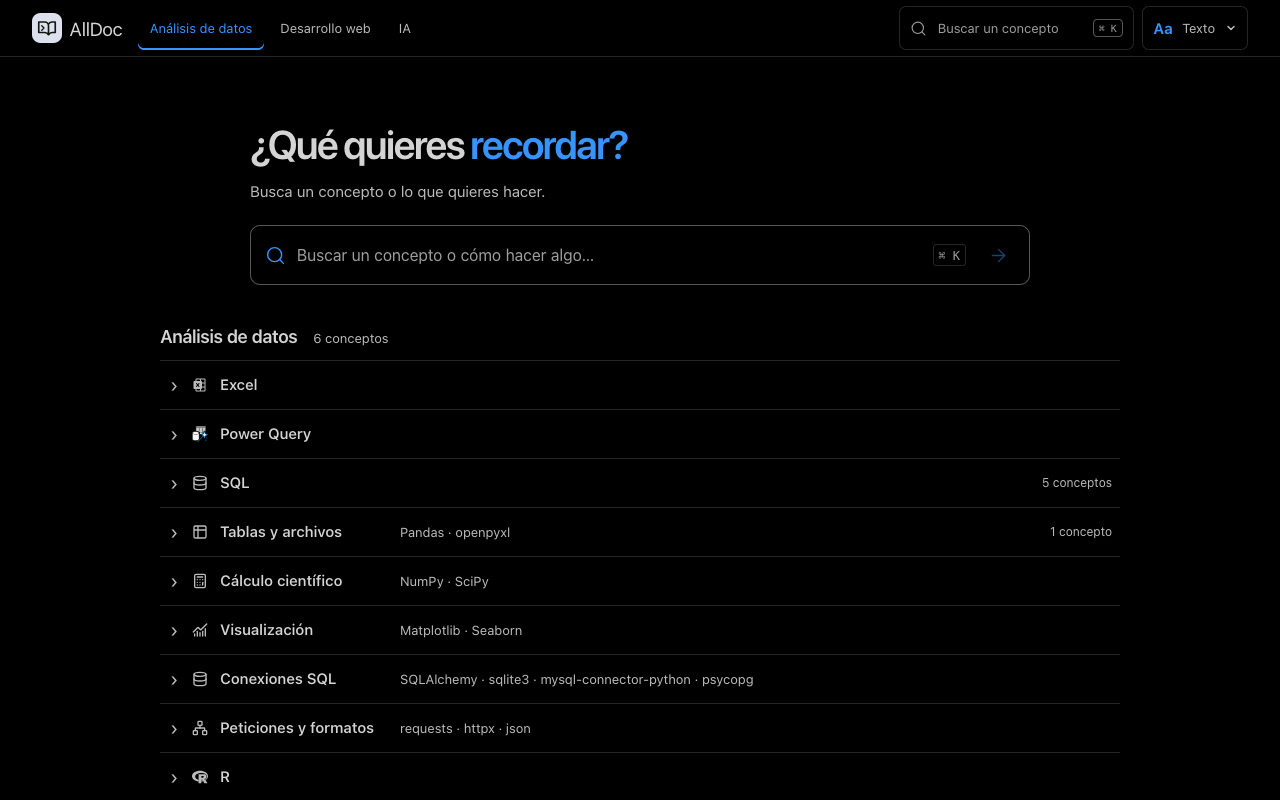 AllDoc
Análisis de datos
Desarrollo web
IA
Buscar un concepto
⌘ K
Aa Texto
¿Qué quieres recordar?
Busca un concepto o lo que quieres hacer.
Buscar un concepto o cómo hacer algo...
⌘ K
Análisis de datos 6 conceptos
Excel
Power Query
SQL 5 conceptos
Tablas y archivos Pandas · openpyxl 1 concepto
Cálculo científico NumPy · SciPy
Visualización Matplotlib · Seaborn
Conexiones SQL SQLAlchemy · sqlite3 · mysql-connector-python · psycopg
Peticiones y formatos requests · httpx · json
R